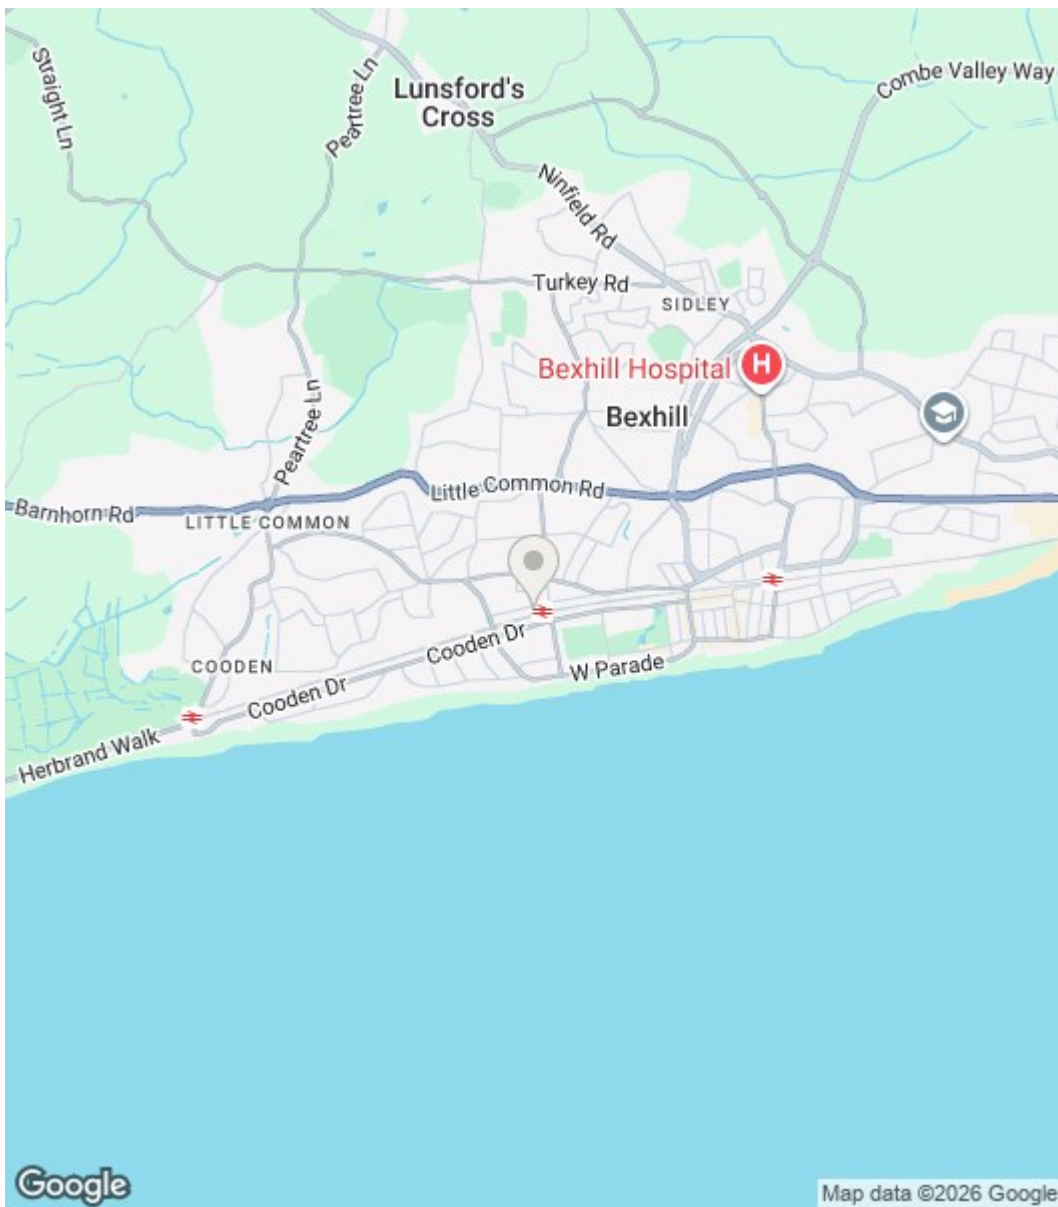 Straight Ln
Peartree Ln
Lunsford's
Cross
Combe Valley Way
Ninfield Rd
Turkey Rd
SIDLEY
Bexhill Hospital
H
Bexhill
Peartree Ln
Little Common Rd
Barnhorn Rd
LITTLE COMMON
Cooden Dr
W Parade
COODEN
Cooden Dr
Herbrand Walk
Google
Map data ©2026 Google